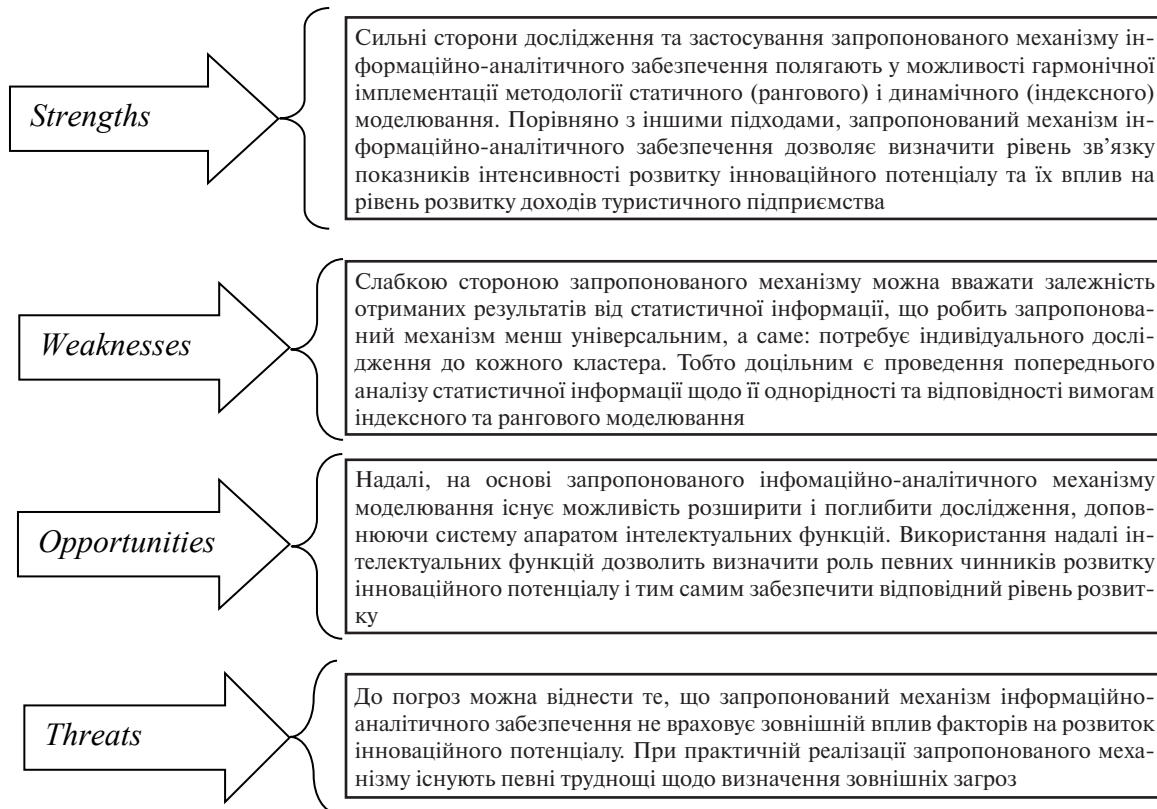 Strengths
Сильні сторони дослідження та застосування запропонованого механізму ін-
формаційно-аналітичного забезпечення полягають у можливості гармонічної
імплементації методології статичного (рангового) і динамічного (індексного)
моделювання. Порівняно з іншими підходами, запропонований механізм ін-
формаційно-аналітичного забезпечення дозволяє визначити рівень зв’язку
показників інтенсивності розвитку інноваційного потенціалу та їх вплив на
рівень розвитку доходів туристичного підприємства
Weaknesses
Слабкою стороною запропонованого механізму можна вважати залежність
отриманих результатів від статистичної інформації, що робить запропонова-
ний механізм менш універсальним, а саме: потребує індивідуального дослі-
дження до кожного кластера. Тобто доцільним є проведення попереднього
аналізу статистичної інформації щодо її однорідності та відповідності вимогам
індексного та рангового моделювання
Opportunities
Надалі, на основі запропонованого інфомаційно-аналітичного механізму
моделювання існує можливість розширити і поглибити дослідження, допов-
нюючи систему апаратом інтелектуальних функцій. Використання надалі ін-
телектуальних функцій дозволить визначити роль певних чинників розвитку
інноваційного потенціалу і тим самим забезпечити відповідний рівень розвит-
ку
Threats
До погроз можна віднести те, що запропонований механізм інформаційно-
аналітичного забезпечення не враховує зовнішній вплив факторів на розвиток
інноваційного потенціалу. При практичній реалізації запропонованого меха-
нізму існують певні труднощі щодо визначення зовнішніх загроз